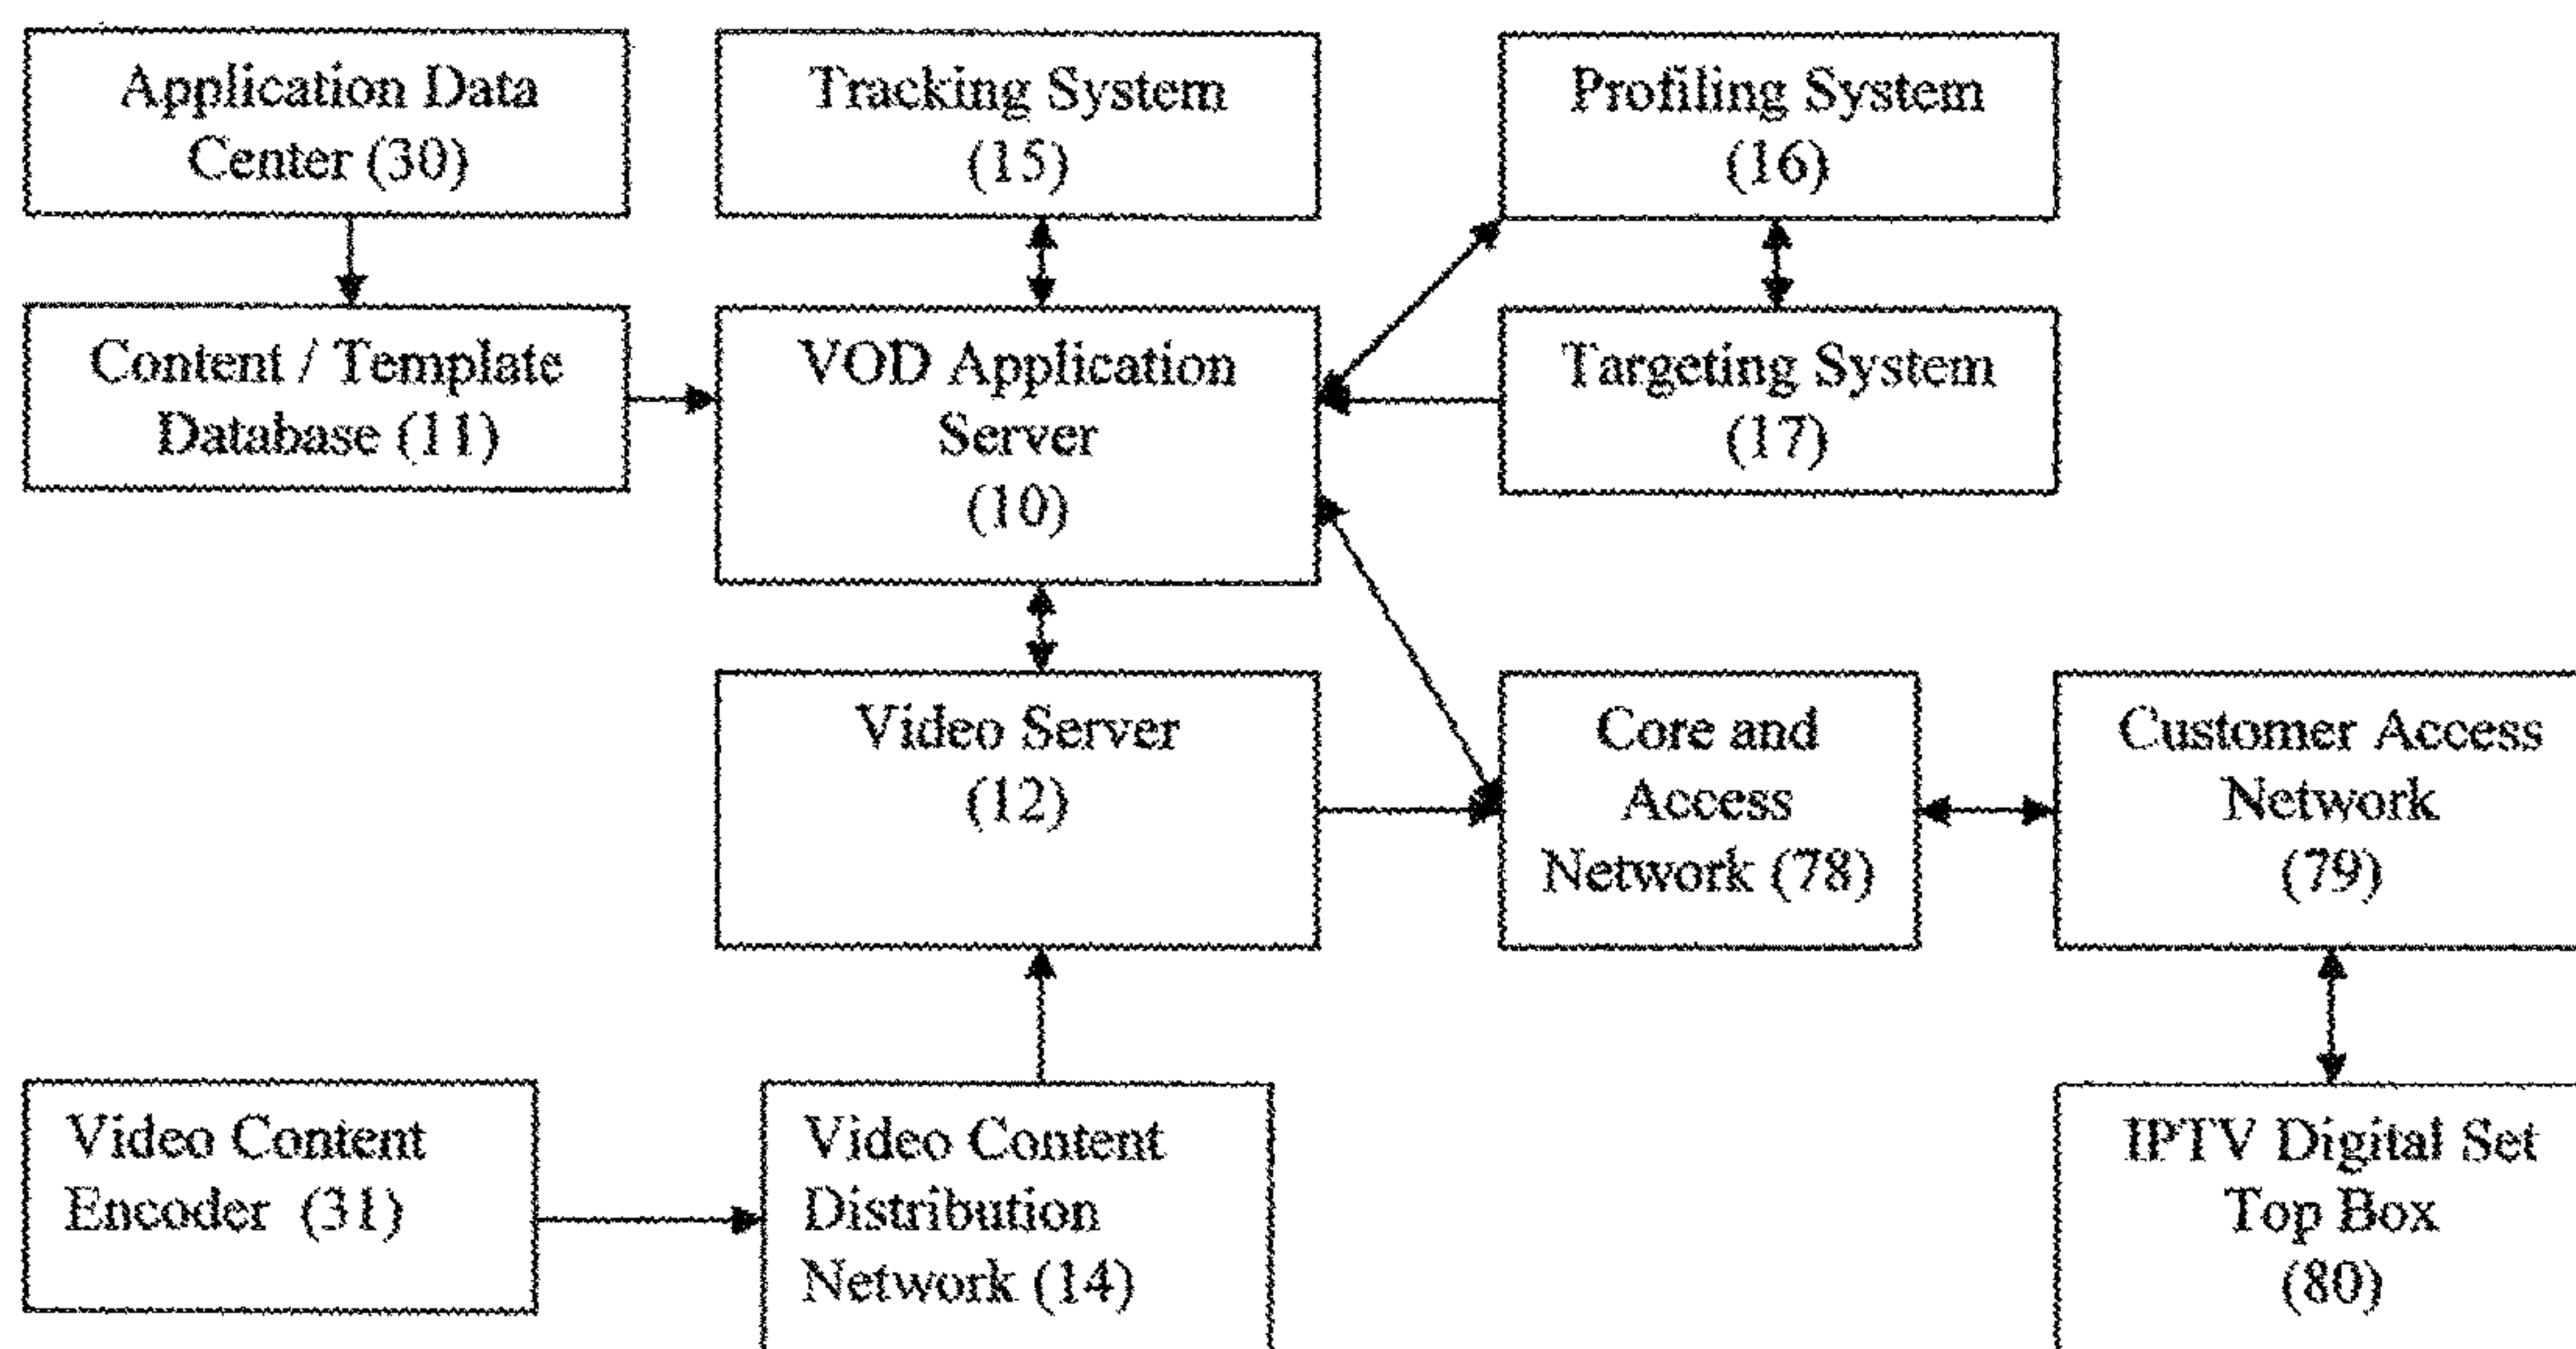 Application Data
Center (30)
Tracking System
(15)
Profiling System
(16)
Content / Template
Database (11)
VOD Application
Server
(10)
Targeting System
(17)
Video Server
(12)
Core and
Access
Network (78)
Customer Access
Network
(79)
Video Content
Encoder (31)
Video Content
Distribution
Network (14)
IPTV Digital Set
Top Box
(80)